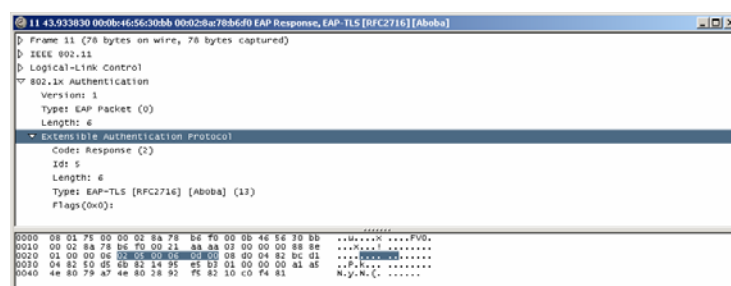 11 43.933830 00:0b:46:56:30:bb 00:02:8a:78:b6:f0 EAP Response, EAP-TLS [RFC2716] [Aboba]
Frame 11 (78 bytes on wire, 78 bytes captured)
IEEE 802.11
Logical-Link Control
802.1x Authentication
Version: 1
Type: EAP Packet (0)
Length: 6
Extensible Authentication Protocol
Code: Response (2)
Id: 5
Length: 6
Type: EAP-TLS [RFC2716] [Aboba] (13)
Flags(0x0):
0000 08 01 75 00 00 02 8a 78 b6 f0 00 0b 46 56 30 bb ..u....x ....FV0.
0010 00 02 8a 78 b6 f0 00 21 aa aa 03 00 00 00 88 8e ...x...! ........
0020 01 00 00 06 02 05 00 06 0d 00 08 d0 04 82 bc d1 ........ ........
0030 04 82 50 d5 6b 82 14 95 e5 b3 01 00 00 00 a1 a5 ..P.k... ........
0040 4e 80 79 a7 4e 80 28 92 f5 82 10 c0 f4 81 N.y.N.(. ......